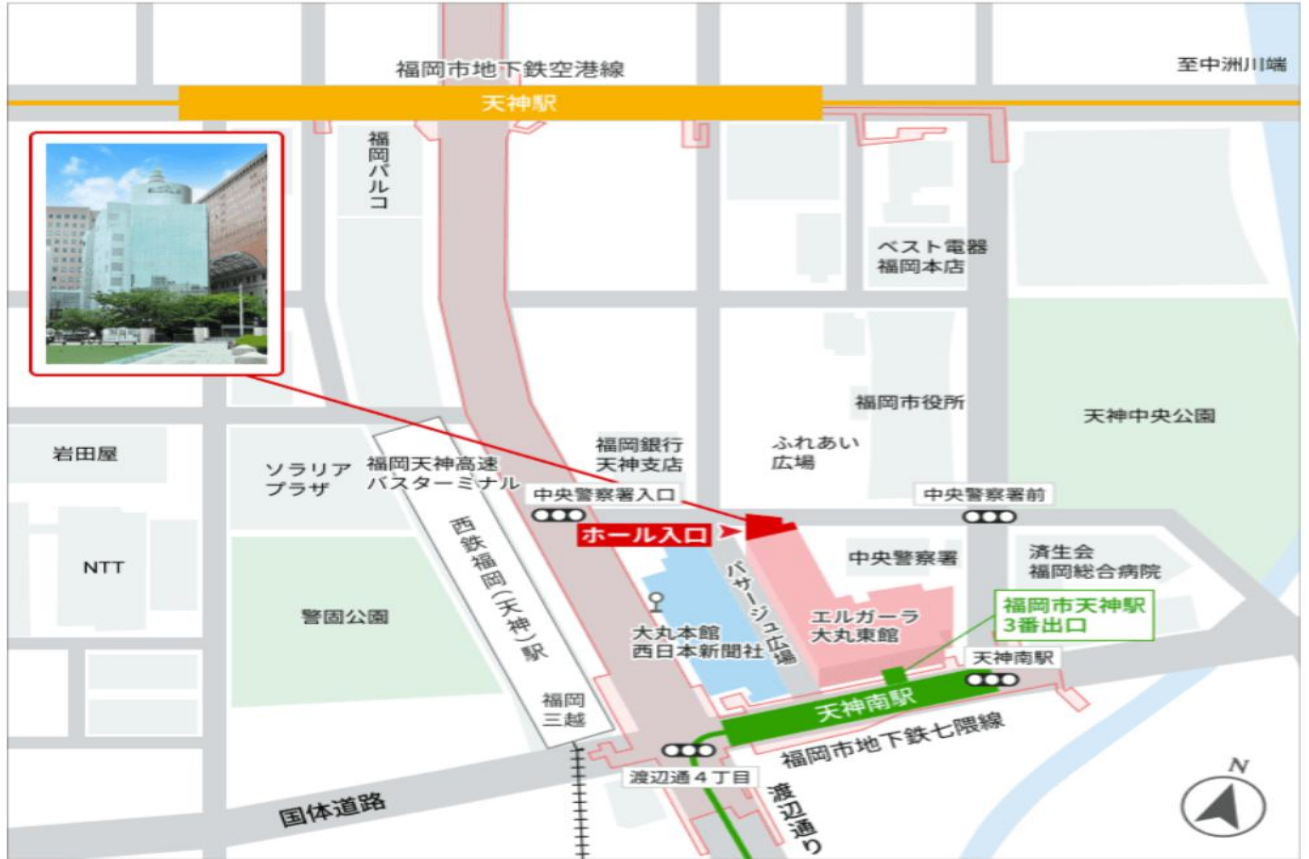 福岡市地下鉄空港線
至中洲川端
天神駅
福岡パルコ
ベスト電器
福岡本店
福岡市役所
天神中央公園
岩田屋
ソラリア
プラザ
福岡天神高速
バスターミナル
福岡銀行
天神支店
ふれあい
広場
中央警察署入口
中央警察署前
ホール入口
西鉄福岡(天神)駅
NTT
警固公園
パサージュ広場
中央警察署
済生会
福岡総合病院
大丸本館
西日本新聞社
エルガーラ
大丸東館
福岡市天神駅
3番出口
天神南駅
福岡
三越
天神南駅
福岡市地下鉄七隈線
渡辺通4丁目
渡辺通り
国体道路
N